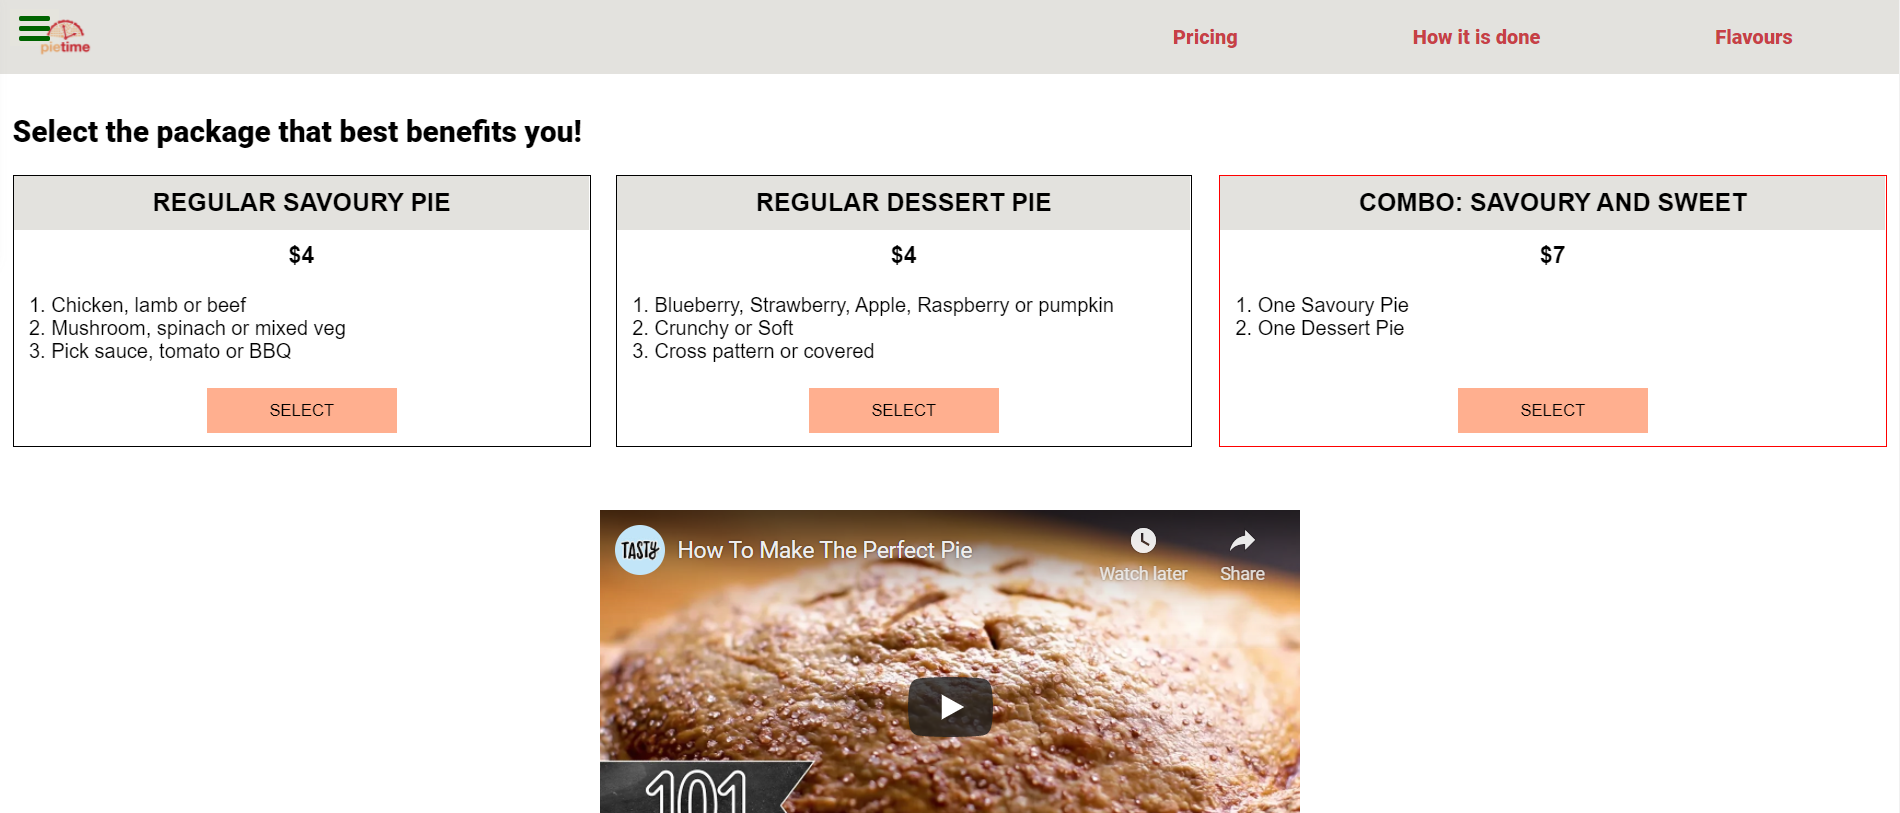 pietime
Pricing
How it is done
Flavours
Select the package that best benefits you!
REGULAR SAVOURY PIE
$4
1. Chicken, lamb or beef
2. Mushroom, spinach or mixed veg
3. Pick sauce, tomato or BBQ
SELECT
REGULAR DESSERT PIE
$4
1. Blueberry, Strawberry, Apple, Raspberry or pumpkin
2. Crunchy or Soft
3. Cross pattern or covered
SELECT
COMBO: SAVOURY AND SWEET
$7
1. One Savoury Pie
2. One Dessert Pie
SELECT
TASTY
How To Make The Perfect Pie
Watch later
Share
101